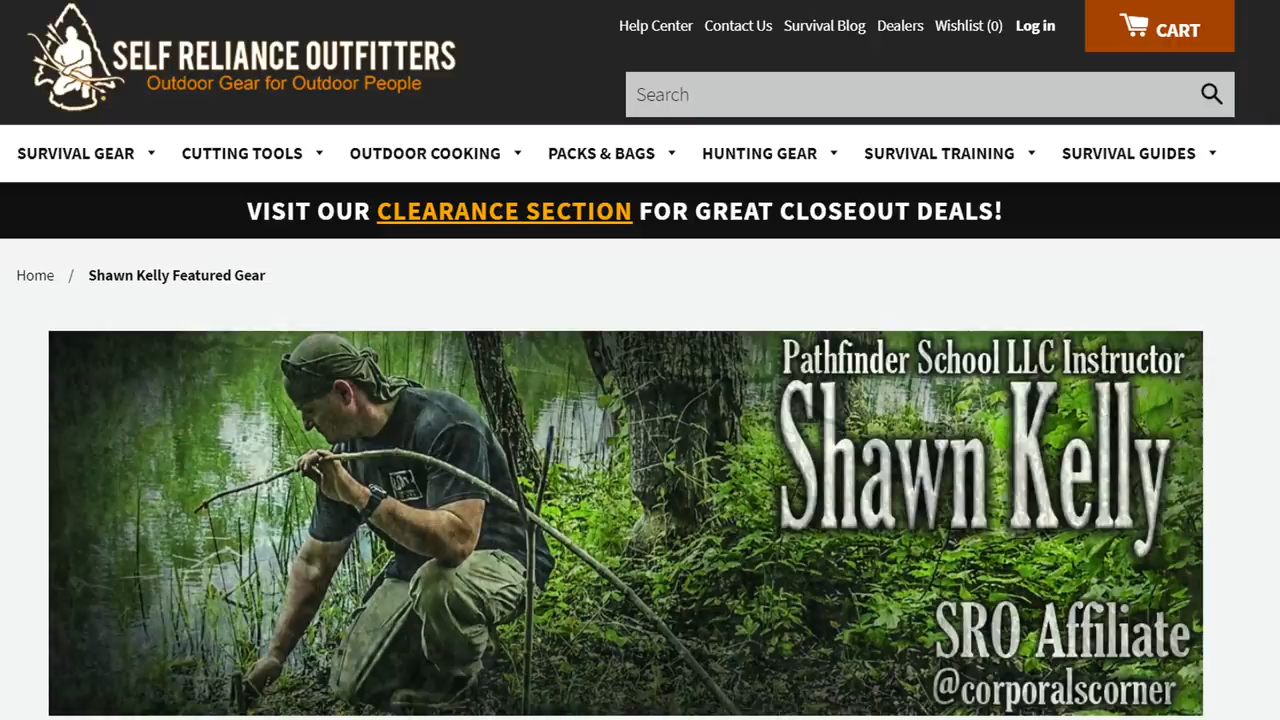 SELF RELIANCE OUTFITTERS
Outdoor Gear for Outdoor People
Help Center Contact Us Survival Blog Dealers Wishlist (0) Log in
CART
Search
SURVIVAL GEAR CUTTING TOOLS OUTDOOR COOKING PACKS & BAGS HUNTING GEAR SURVIVAL TRAINING SURVIVAL GUIDES
VISIT OUR CLEARANCE SECTION FOR GREAT CLOSEOUT DEALS!
Home / Shawn Kelly Featured Gear
Pathfinder School LLC Instructor
Shawn Kelly
SRO Affiliate
@corporalscorner